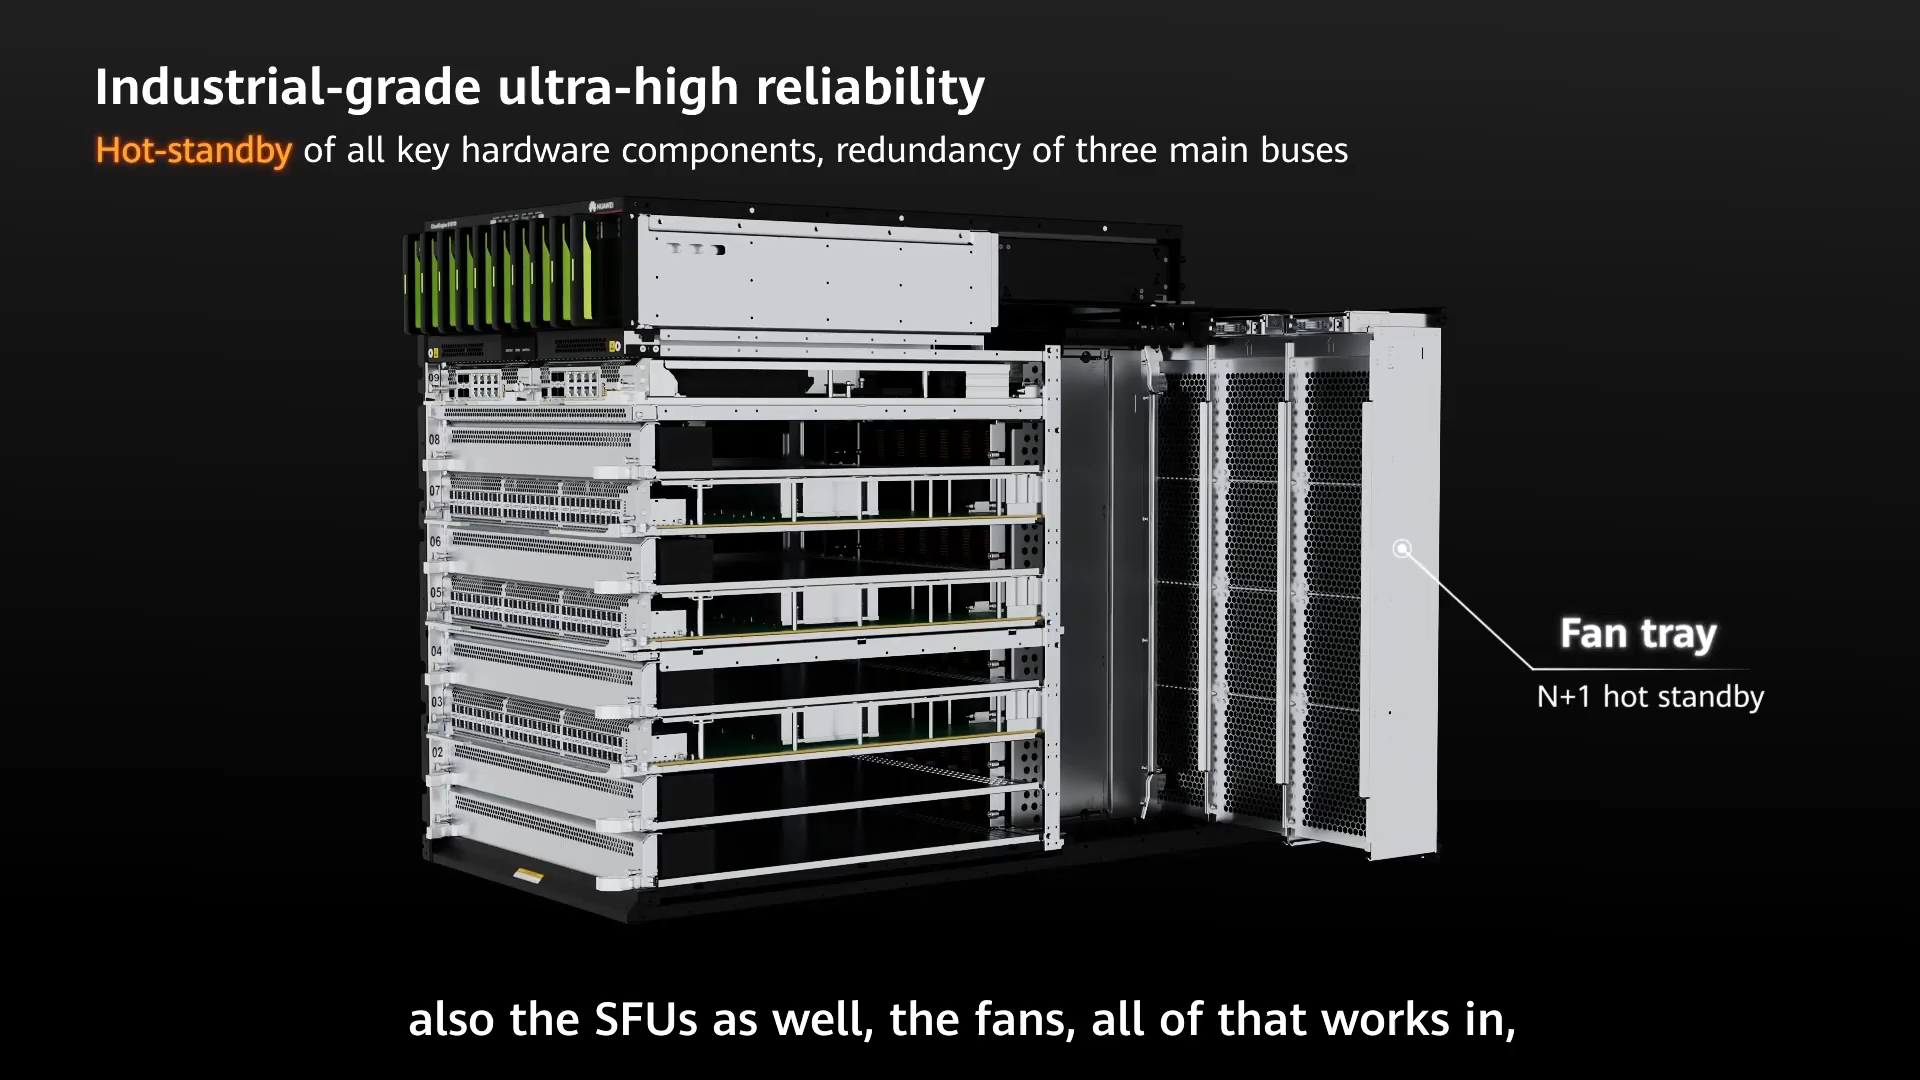 Industrial-grade ultra-high reliability
Hot-standby of all key hardware components, redundancy of three main buses
HUAWEI
09
08
07
06
05
04
03
02
Fan tray
N+1 hot standby
also the SFUs as well, the fans, all of that works in,